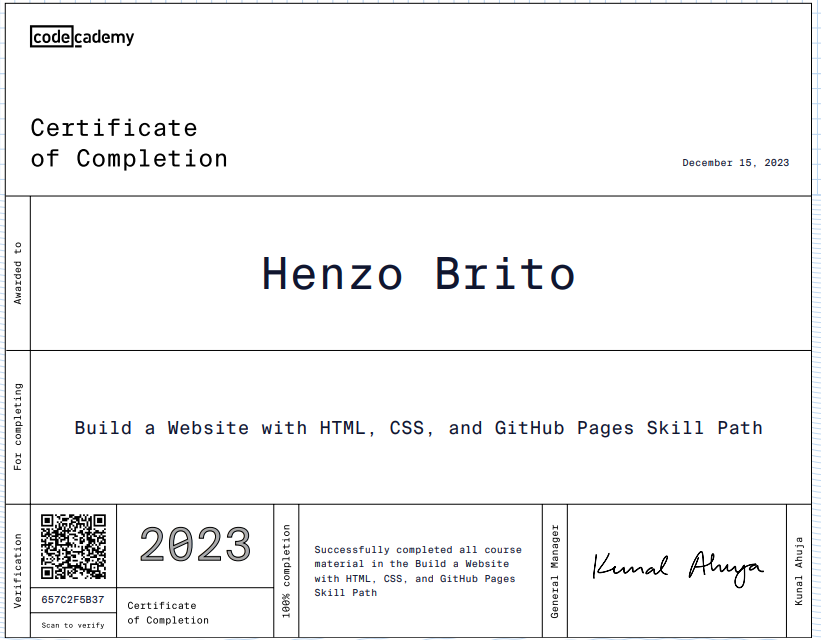 codecademy
Certificate
of Completion
December 15, 2023
Awarded to
Henzo Brito
For completing
Build a Website with HTML, CSS, and GitHub Pages Skill Path
Verification
657C2F5B37
Scan to verify
2023
Certificate
of Completion
100% completion
Successfully completed all course
material in the Build a Website
with HTML, CSS, and GitHub Pages
Skill Path
General Manager
Kunal Ahuja
Kunal Ahuja